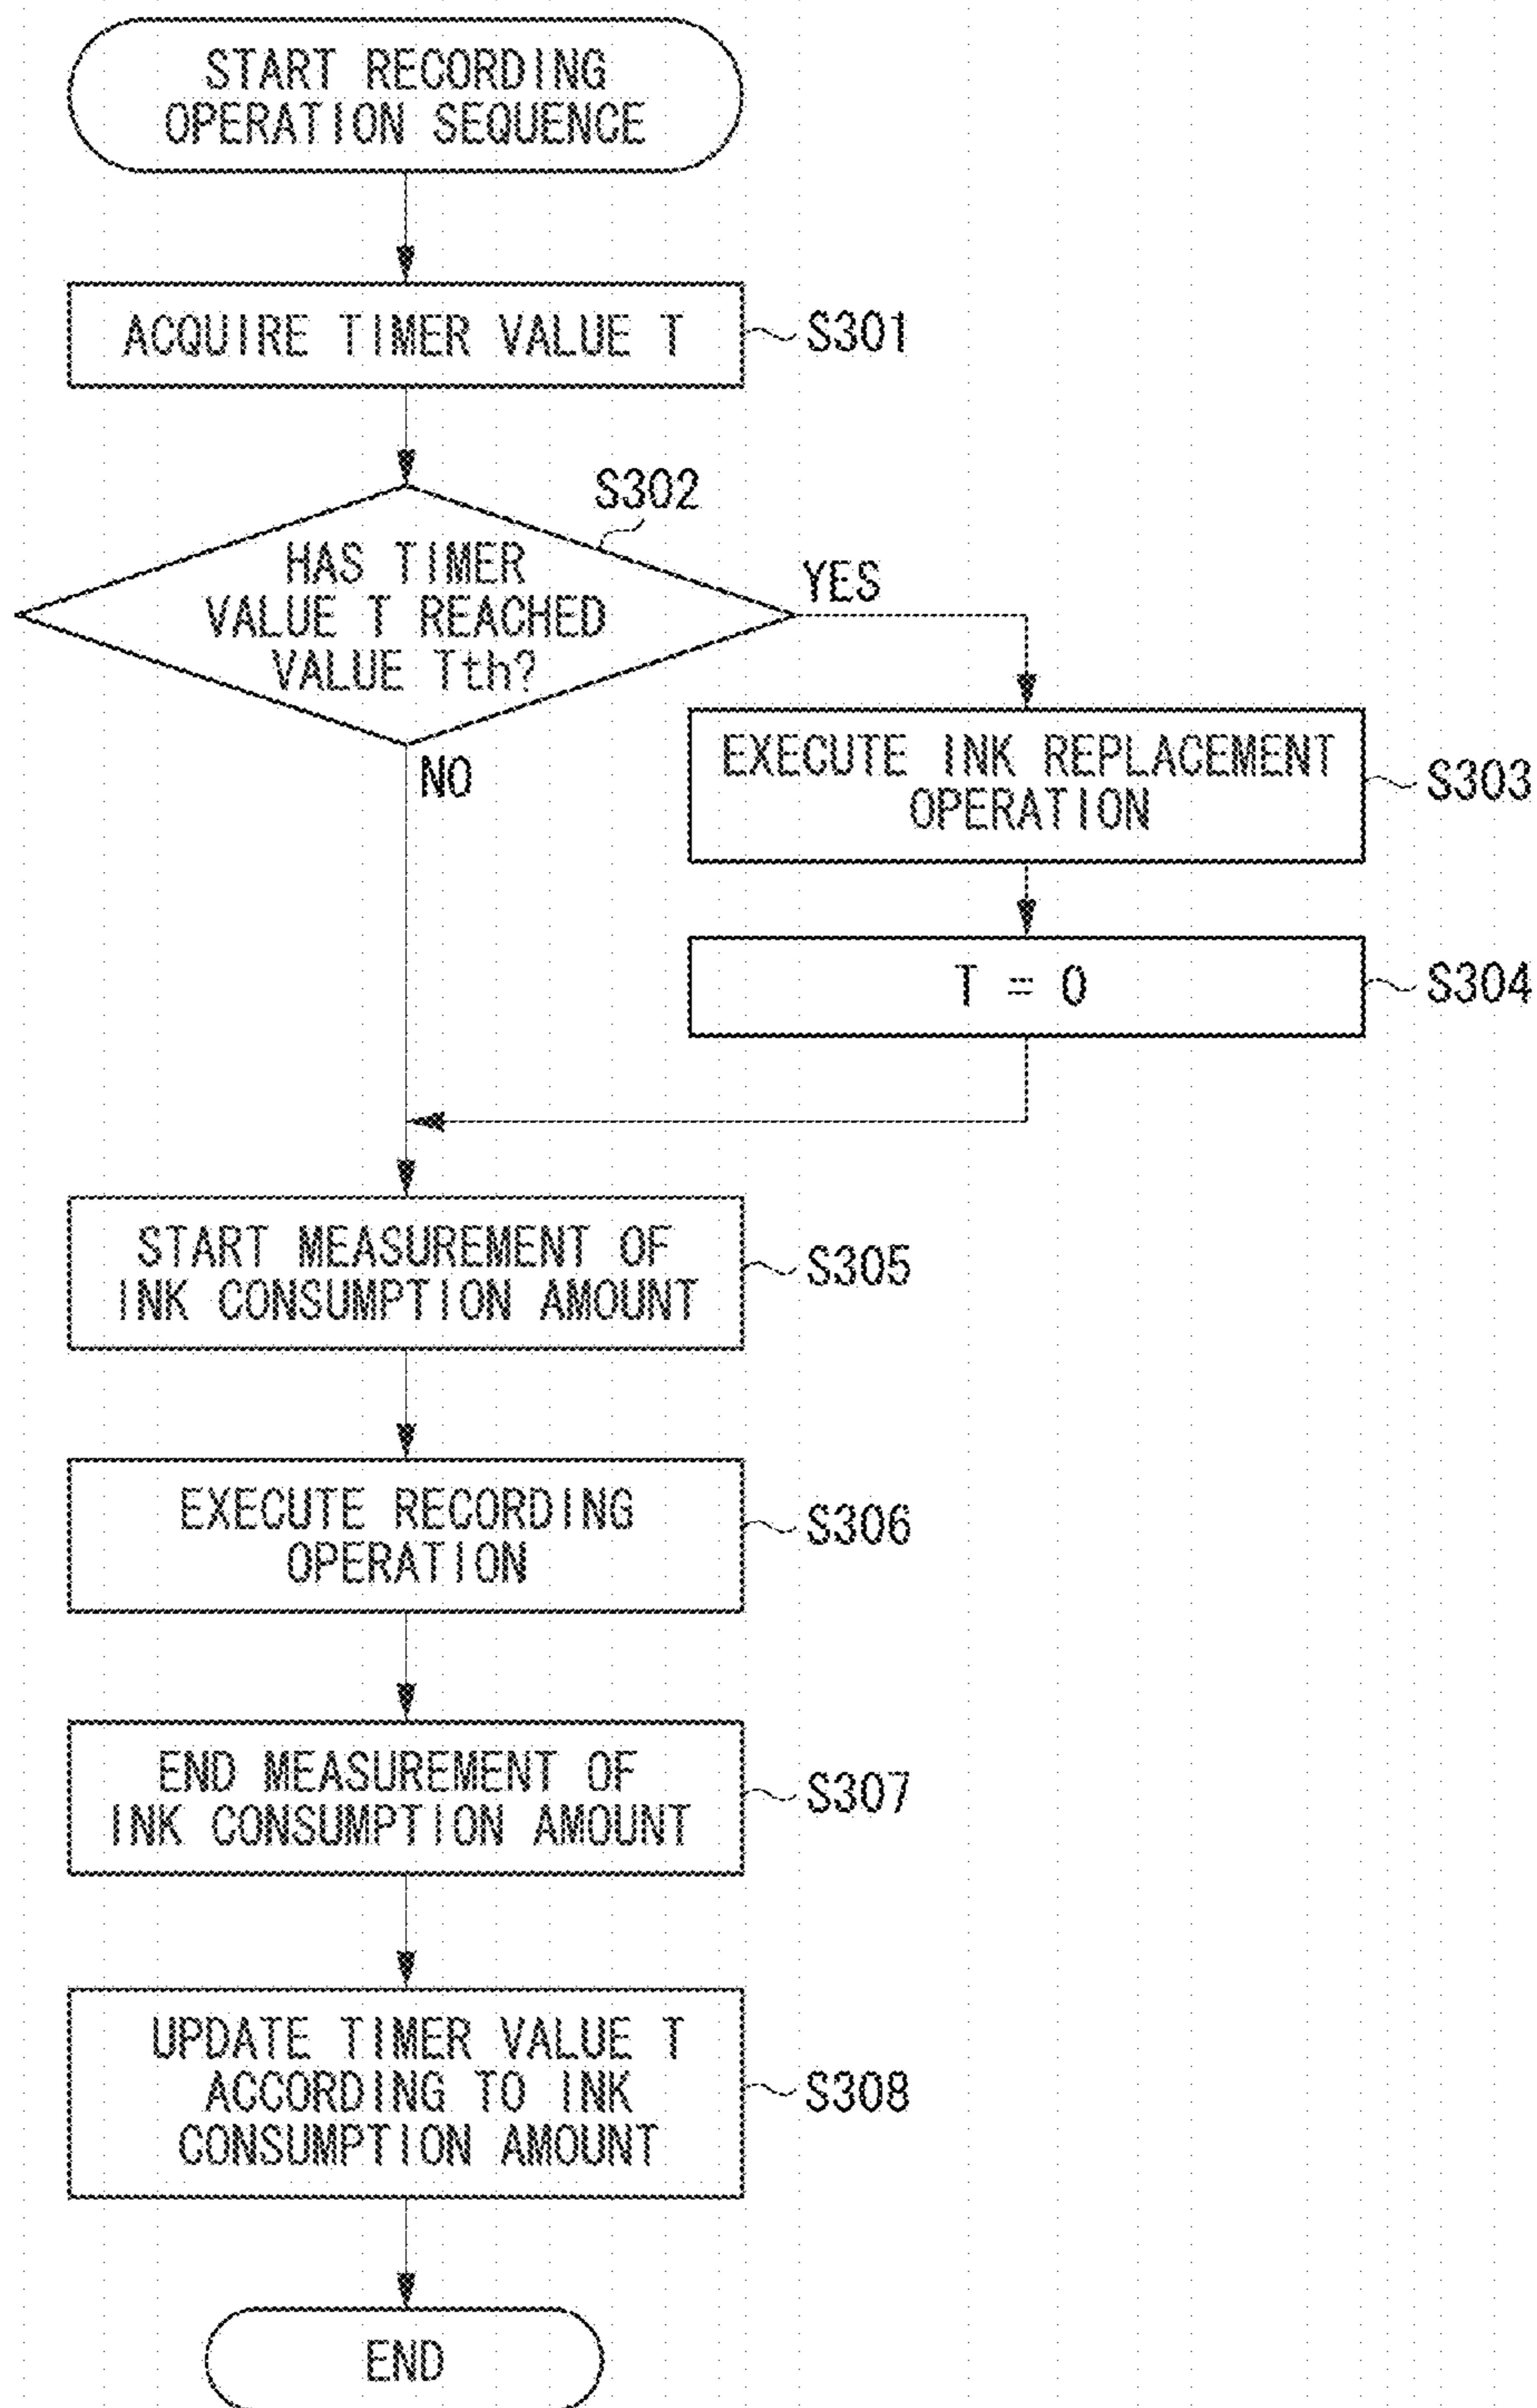 START RECORDING
OPERATION SEQUENCE
ACQUIRE TIMER VALUE T
S301
S302
HAS TIMER
VALUE T REACHED
VALUE Tth?
YES
NO
EXECUTE INK REPLACEMENT
OPERATION
S303
T = 0
S304
START MEASUREMENT OF
INK CONSUMPTION AMOUNT
S305
EXECUTE RECORDING
OPERATION
S306
END MEASUREMENT OF
INK CONSUMPTION AMOUNT
S307
UPDATE TIMER VALUE T
ACCORDING TO INK
CONSUMPTION AMOUNT
S308
END